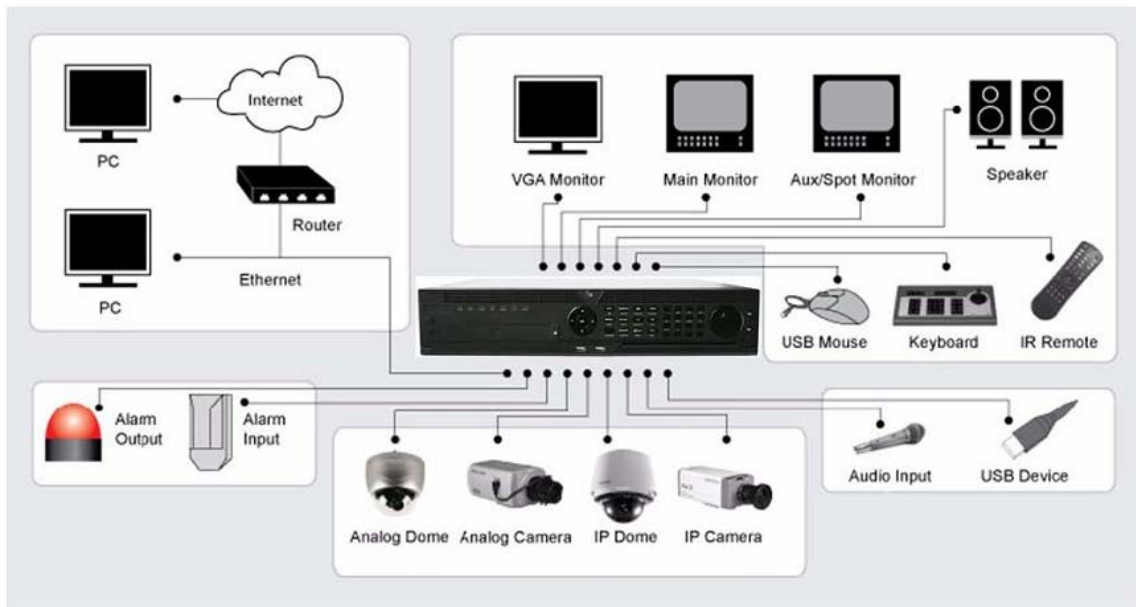 Internet
PC
Router
Ethernet
PC
VGA Monitor
Main Monitor
Aux/Spot Monitor
Speaker
USB Mouse
Keyboard
IR Remote
Alarm
Output
Alarm
Input
Analog Dome
Analog Camera
IP Dome
IP Camera
Audio Input
USB Device